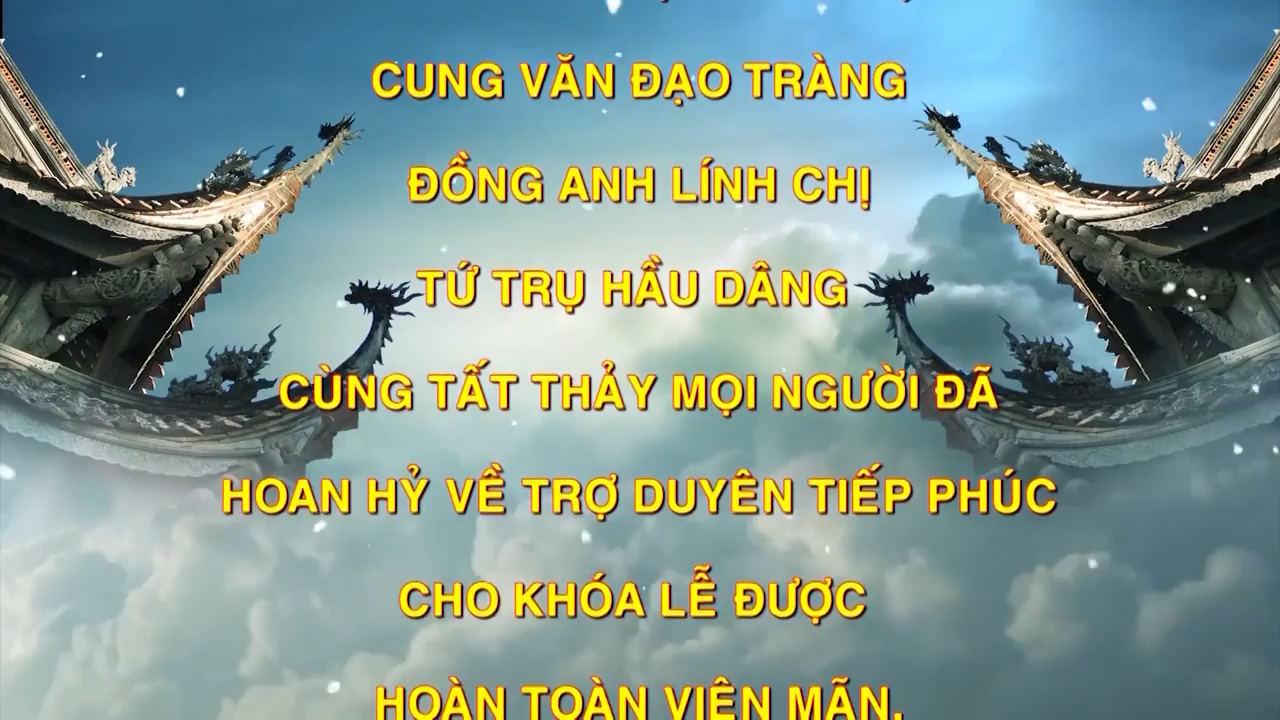 CUNG VĂN ĐẠO TRÀNG
ĐỒNG ANH LÍNH CHỊ
TỨ TRỤ HẦU DÂNG
CÙNG TẤT THẢY MỌI NGƯỜI ĐÃ
HOAN HỶ VỀ TRỢ DUYÊN TIẾP PHÚC
CHO KHÓA LỄ ĐƯỢC
HOÀN TOÀN VIÊN MÃN.